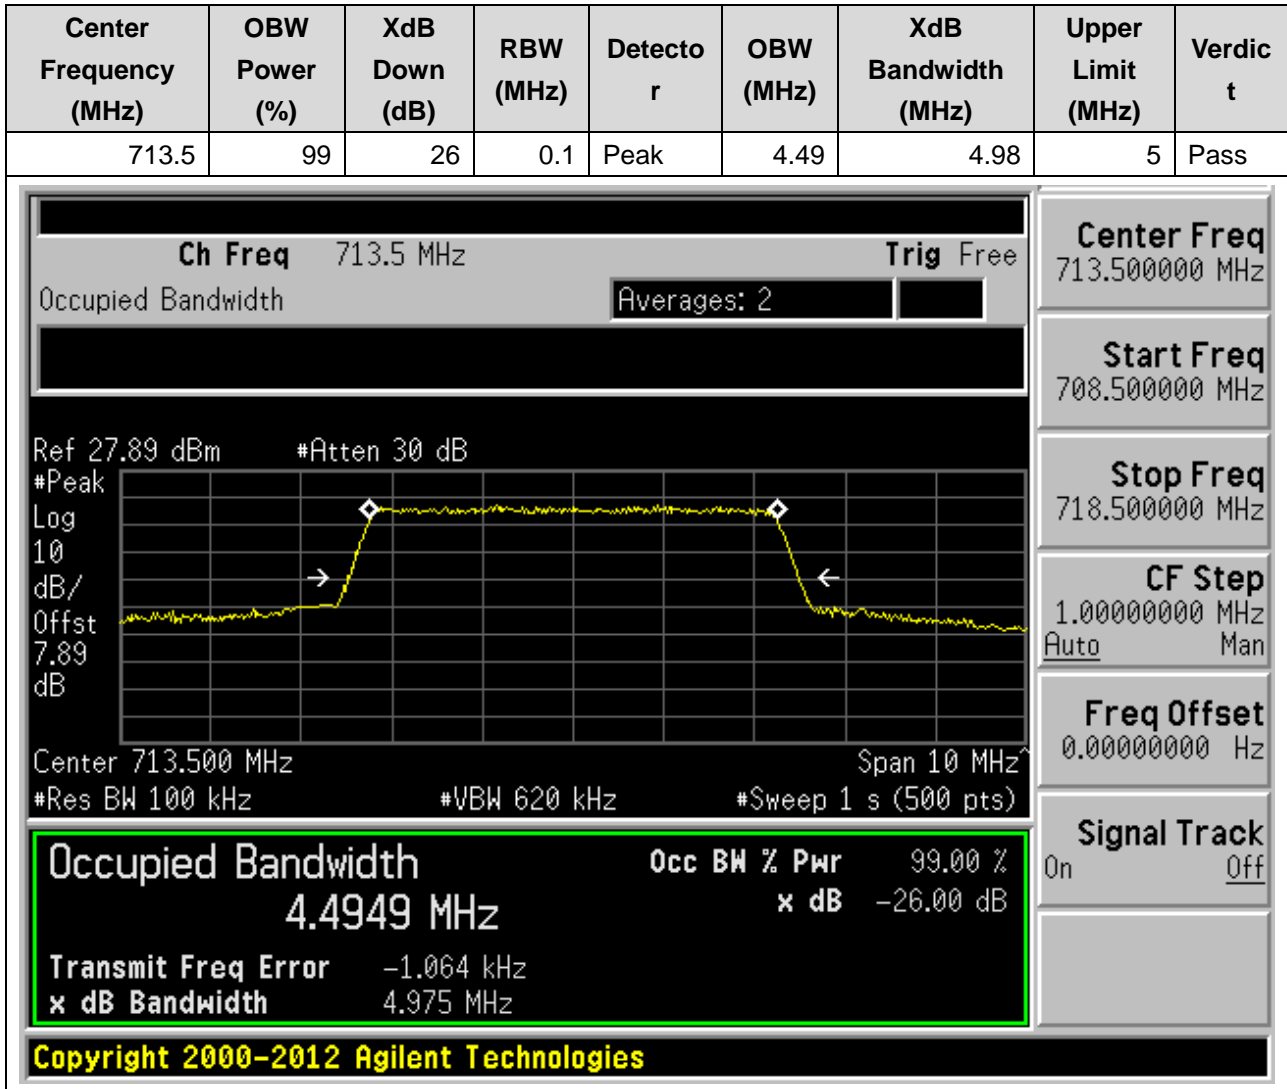 Center Frequency (MHz) OBW Power (%) XdB Down (dB) RBW (MHz) Detecto r OBW (MHz) XdB Bandwidth (MHz) Upper Limit (MHz) Verdic t
713.5 99 26 0.1 Peak 4.49 4.98 5 Pass
Ch Freq 713.5 MHz Trig Free
Occupied Bandwidth Averages: 2
Ref 27.89 dBm #Atten 30 dB
#Peak
Log
10
dB/
Offst
7.89
dB
Center 713.500 MHz Span 10 MHz^
#Res BW 100 kHz #VBW 620 kHz #Sweep 1 s (500 pts)
Occupied Bandwidth Occ BW % Pwr 99.00 %
4.4949 MHz x dB -26.00 dB
Transmit Freq Error -1.064 kHz
x dB Bandwidth 4.975 MHz
Copyright 2000-2012 Agilent Technologies
Center Freq
713.500000 MHz
Start Freq
708.500000 MHz
Stop Freq
718.500000 MHz
CF Step
1.00000000 MHz
Auto Man
Freq Offset
0.00000000 Hz
Signal Track
On Off